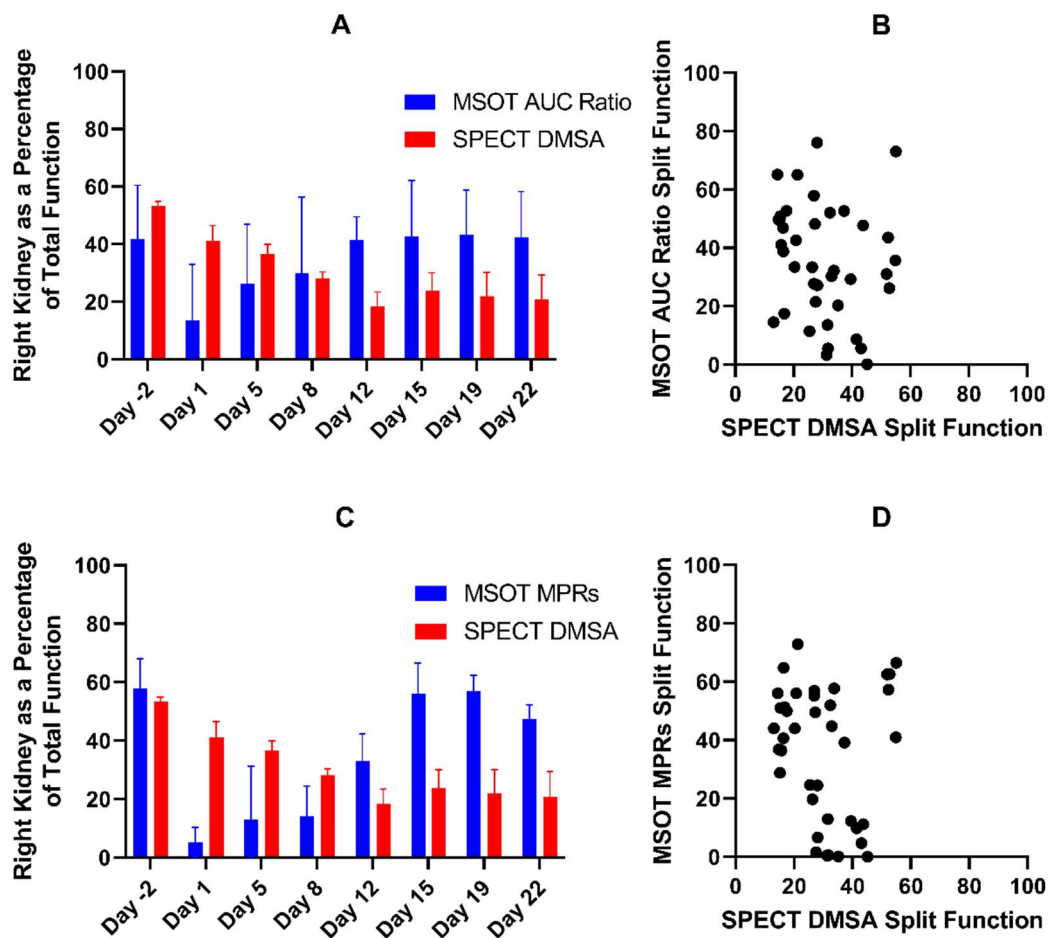 A
Right Kidney as a Percentage
of Total Function
100
80
60
40
20
0
MSOT AUC Ratio
SPECT DMSA
Day -2
Day 1
Day 5
Day 8
Day 12
Day 15
Day 19
Day 22
B
MSOT AUC Ratio Split Function
100
80
60
40
20
0
0 20 40 60 80 100
SPECT DMSA Split Function
C
Right Kidney as a Percentage
of Total Function
100
80
60
40
20
0
MSOT MPRs
SPECT DMSA
Day -2
Day 1
Day 5
Day 8
Day 12
Day 15
Day 19
Day 22
D
MSOT MPRs Split Function
100
80
60
40
20
0
0 20 40 60 80 100
SPECT DMSA Split Function